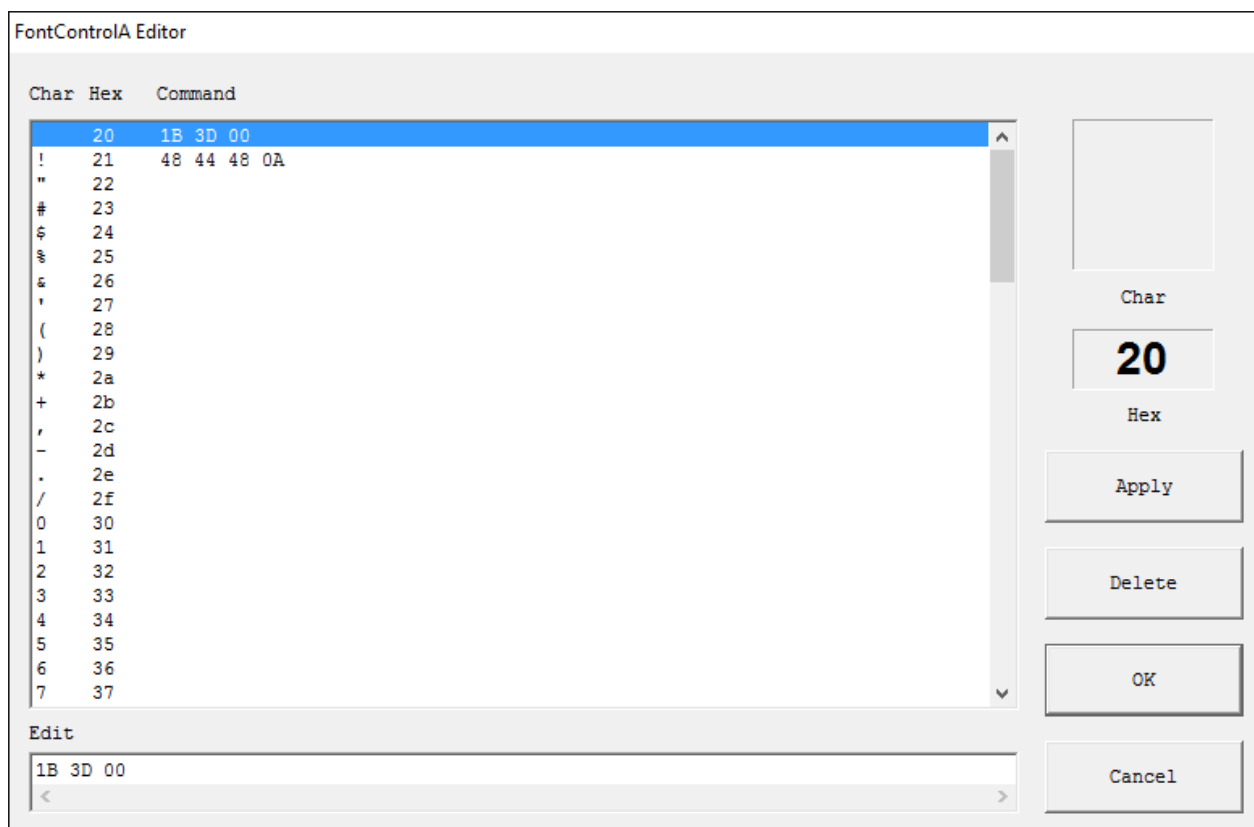 FontControlA Editor
Char Hex Command
20 1B 3D 00
! 21 48 44 48 0A
" 22
# 23
$ 24
% 25
& 26
' 27
( 28
) 29
* 2a
+ 2b
, 2c
- 2d
. 2e
/ 2f
0 30
1 31
2 32
3 33
4 34
5 35
6 36
7 37
Char
20
Hex
Apply
Delete
OK
Cancel
Edit
1B 3D 00